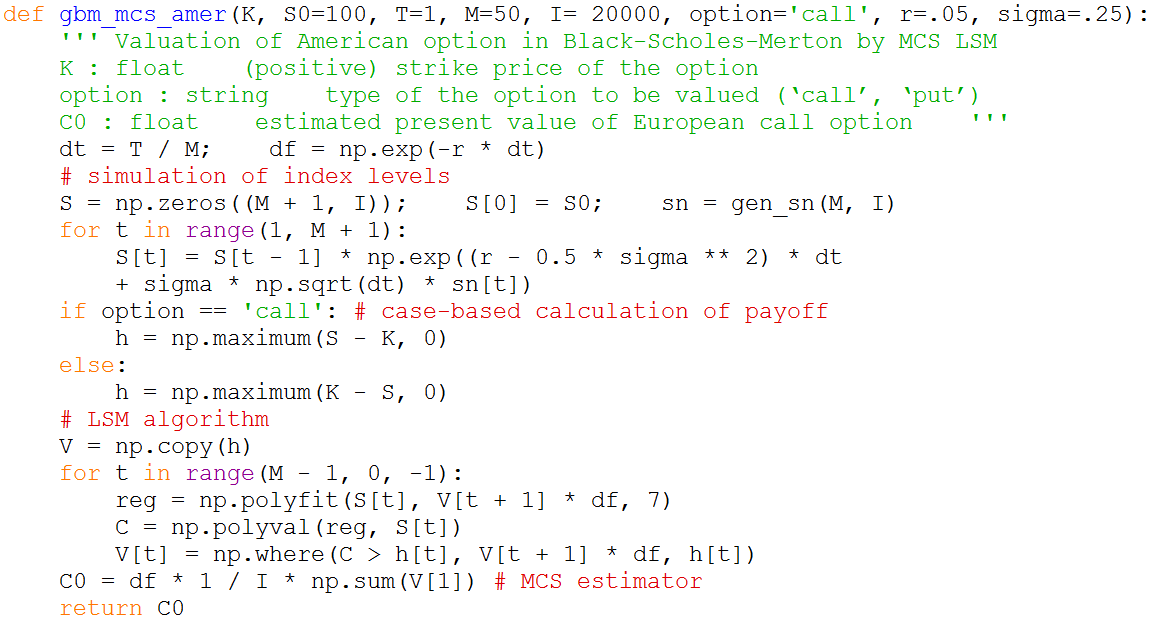 def gbm_mcs_amer(K, S0=100, T=1, M=50, I= 20000, option='call', r=.05, sigma=.25):
    ''' Valuation of American option in Black-Scholes-Merton by MCS LSM
    K : float    (positive) strike price of the option
    option : string    type of the option to be valued (‘call’, ‘put’)
    C0 : float    estimated present value of European call option    '''
    dt = T / M;    df = np.exp(-r * dt)
    # simulation of index levels
    S = np.zeros((M + 1, I));    S[0] = S0;    sn = gen_sn(M, I)
    for t in range(1, M + 1):
        S[t] = S[t - 1] * np.exp((r - 0.5 * sigma ** 2) * dt
        + sigma * np.sqrt(dt) * sn[t])
    if option == 'call': # case-based calculation of payoff
        h = np.maximum(S - K, 0)
    else:
        h = np.maximum(K - S, 0)
    # LSM algorithm
    V = np.copy(h)
    for t in range(M - 1, 0, -1):
        reg = np.polyfit(S[t], V[t + 1] * df, 7)
        C = np.polyval(reg, S[t])
        V[t] = np.where(C > h[t], V[t + 1] * df, h[t])
    C0 = df * 1 / I * np.sum(V[1]) # MCS estimator
    return C0